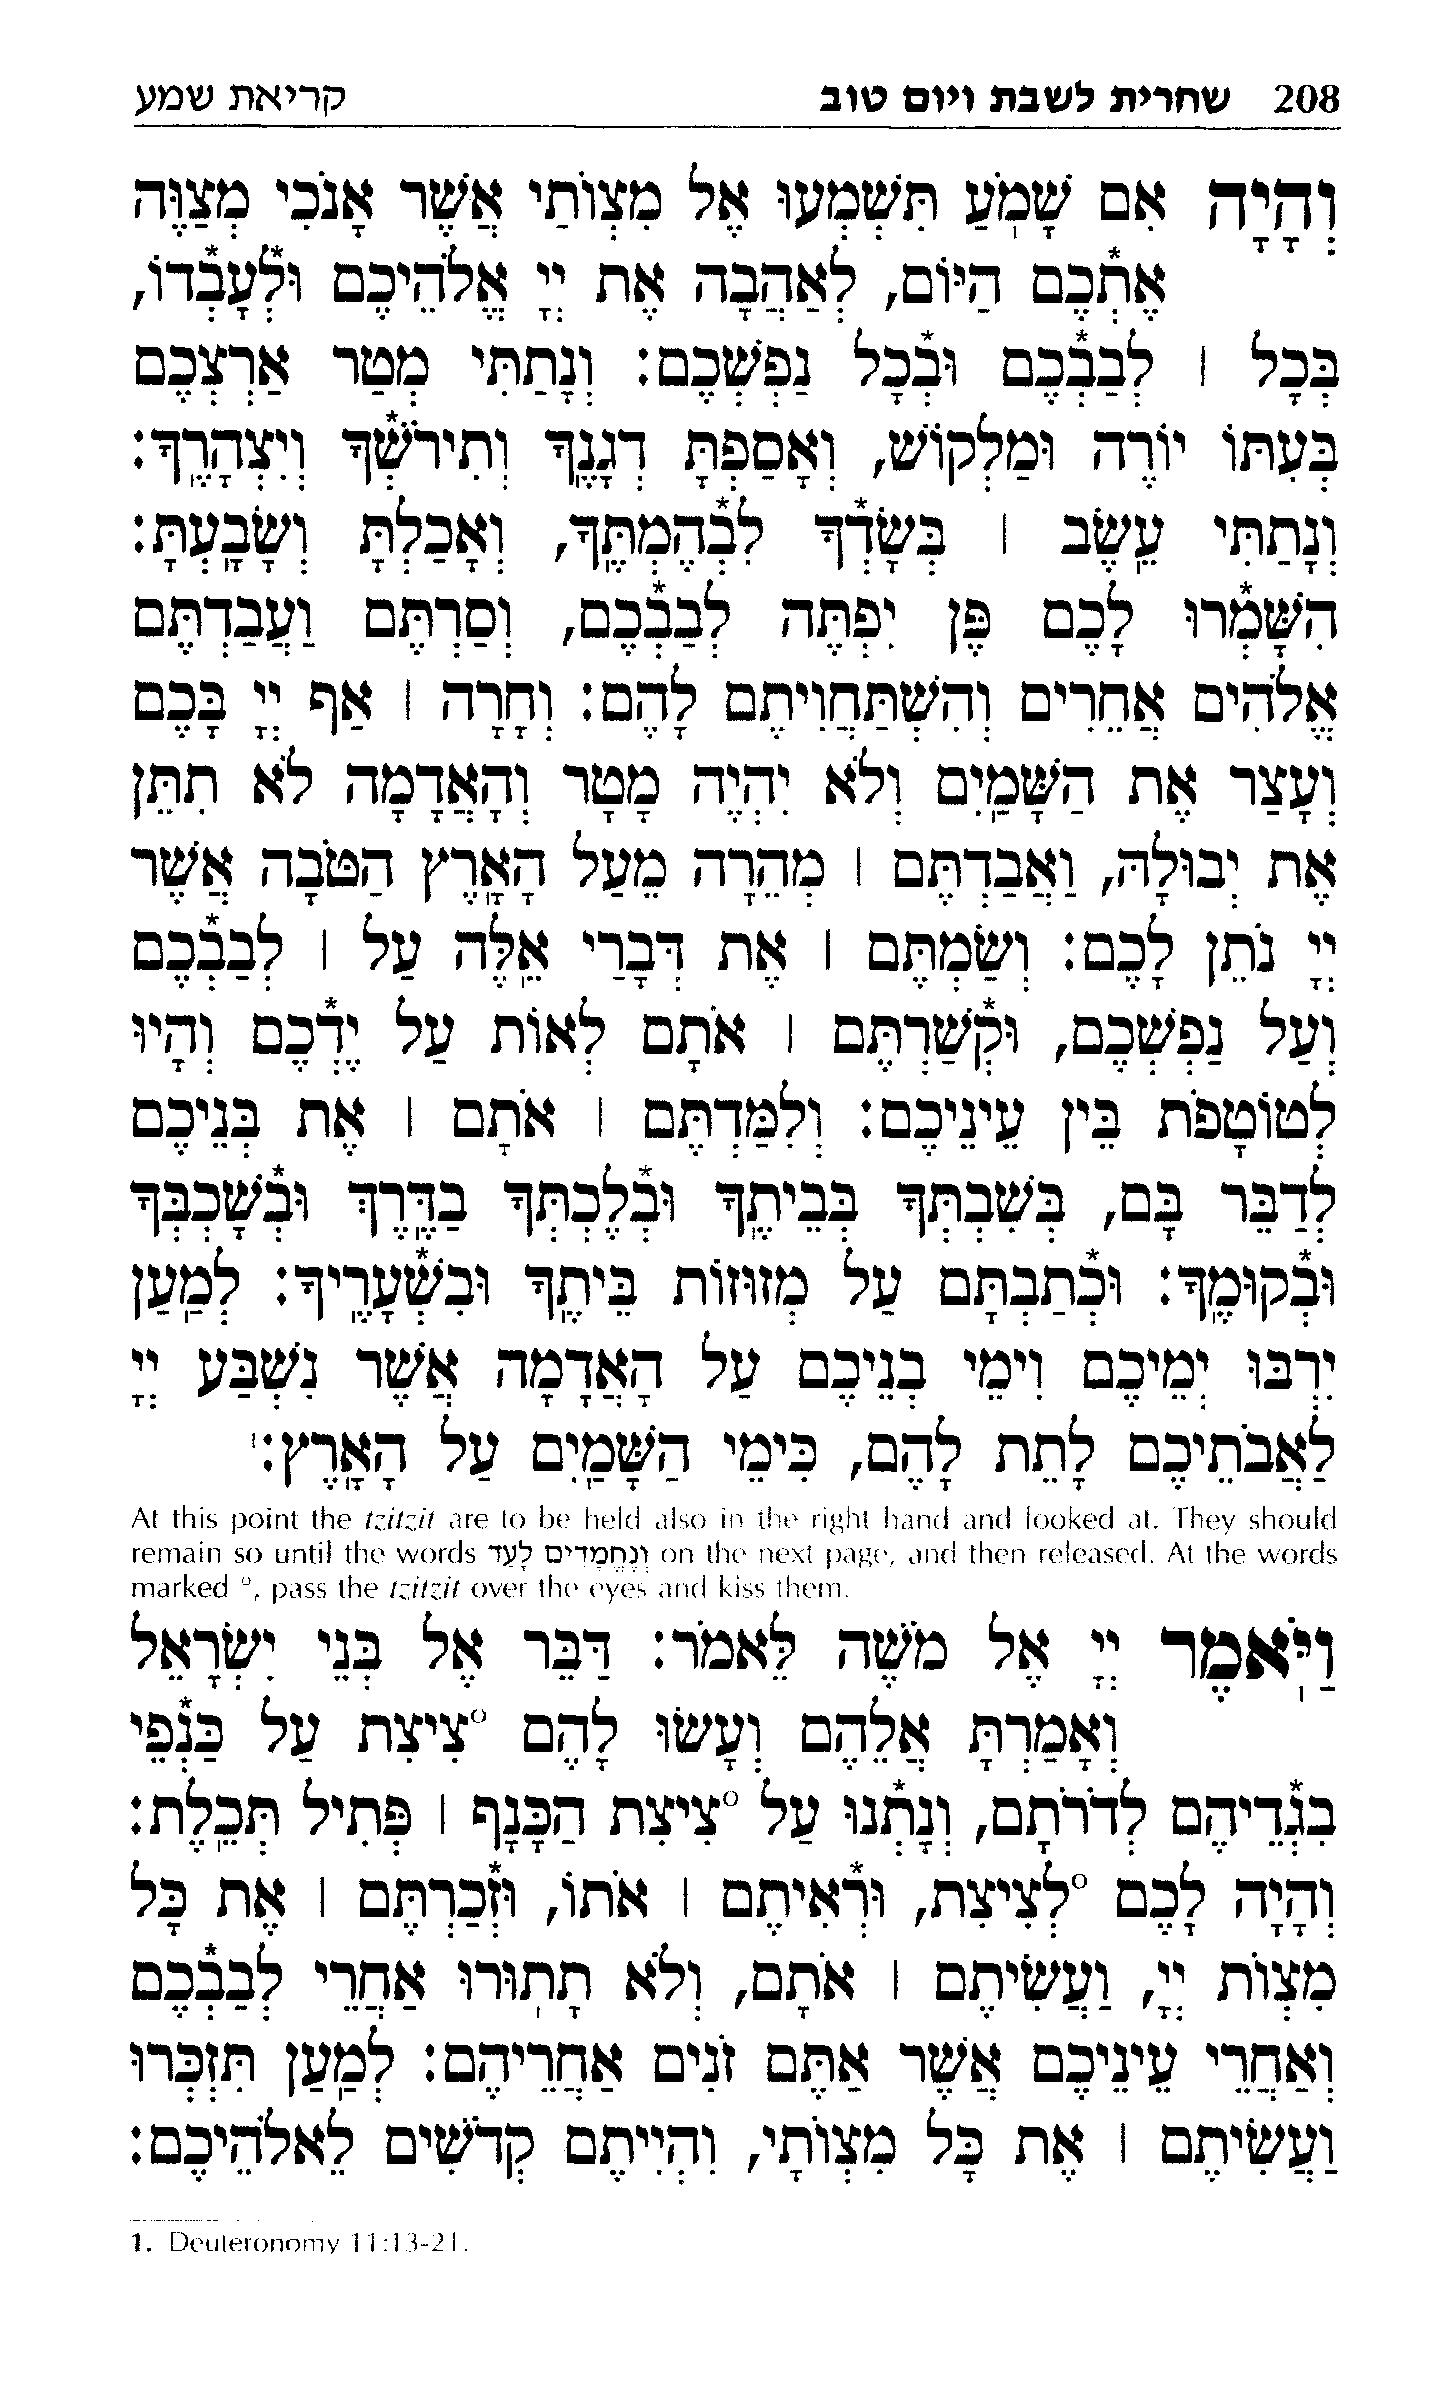 208 שחרית לשבת ויום טוב קריאת שמע
וְהָיָה אִם שָׁמֹֽעַ תִּשְׁמְעוּ אֶל מִצְוֹתַי אֲשֶׁר אָנֹכִי מְצַוֶּה
אֶתְכֶם֯ הַיּוֹם, לְאַהֲבָה אֶת יְיָ אֱלֹהֵיכֶם וּלְ*עָבְ*דוֹ,
בְּכָל ׀ לְבַבְ*כֶם וּבְ*כָל נַפְשְׁכֶם: וְנָתַתִּי מְטַר אַרְצְכֶם
בְּעִתּוֹ יוֹרֶה וּמַלְקוֹשׁ, וְאָסַפְתָּ דְגָנֶֽךָ וְתִירֹשְׁ*ךָ וְיִצְהָרֶֽךָ:
וְנָתַתִּי עֵֽשֶׂב ׀ בְּשָׂדְ*ךָ לִבְ*הֶמְתֶּֽךָ, וְאָכַלְתָּ וְשָׂבָֽעְתָּ:
הִשָּׁמְ*רוּ לָכֶם פֶּן יִפְתֶּה לְבַבְ*כֶם, וְסַרְתֶּם וַעֲבַדְתֶּם
אֱלֹהִים אֲחֵרִים וְהִשְׁתַּחֲוִיתֶם לָהֶם: וְחָרָה ׀ אַף יְיָ בָּכֶם
וְעָצַר אֶת הַשָּׁמַֽיִם וְלֹא יִהְיֶה מָטָר וְהָאֲדָמָה לֹא תִתֵּן
אֶת יְבוּלָהּ, וַאֲבַדְתֶּם ׀ מְהֵרָה מֵעַל הָאָֽרֶץ הַטֹּבָה אֲשֶׁר
יְיָ נֹתֵן לָכֶם: וְשַׂמְתֶּם ׀ אֶת דְּבָרַי אֵֽלֶּה עַל ׀ לְבַבְ*כֶם
וְעַל נַפְשְׁכֶם, וּקְ*שַׁרְתֶּם ׀ אֹתָם לְאוֹת עַל יֶדְ*כֶם וְהָיוּ
לְטוֹטָפֹת בֵּין עֵינֵיכֶם: וְלִמַּדְתֶּם ׀ אֹתָם ׀ אֶת בְּנֵיכֶם
לְדַבֵּר בָּם, בְּשִׁבְתְּךָ בְּבֵיתֶֽךָ וּבְ*לֶכְתְּךָ בַדֶּֽרֶךְ וּבְ*שָׁכְבְּךָ
וּבְ*קוּמֶֽךָ: וּכְ*תַבְתָּם עַל מְזוּזוֹת בֵּיתֶֽךָ וּבִשְׁ*עָרֶֽיךָ: לְמַֽעַן
יִרְבּוּ יְמֵיכֶם וִימֵי בְנֵיכֶם עַל הָאֲדָמָה אֲשֶׁר נִשְׁבַּע יְיָ
לַאֲבֹתֵיכֶם לָתֵת לָהֶם, כִּימֵי הַשָּׁמַֽיִם עַל הָאָֽרֶץ:¹
At this point the tzitzit are to be held also in the right hand and looked at. They should
remain so until the words וְנֶחֱמָדִים לָעַד on the next page, and then released. At the words
marked °, pass the tzitzit over the eyes and kiss them.
וַיֹּֽאמֶר יְיָ אֶל מֹשֶׁה לֵּאמֹר: דַּבֵּר אֶל בְּנֵי יִשְׂרָאֵל
וְאָמַרְתָּ אֲלֵהֶם וְעָשׂוּ לָהֶם °צִיצִת עַל כַּנְ*פֵי
בִגְ*דֵיהֶם לְדֹרֹתָם, וְנָתְ*נוּ עַל °צִיצִת הַכָּנָף ׀ פְּתִיל תְּכֵֽלֶת:
וְהָיָה לָכֶם °לְצִיצִת, וּרְ*אִיתֶם ׀ אֹתוֹ, וּזְ*כַרְתֶּם ׀ אֶת כָּל
מִצְוֹת יְיָ, וַעֲשִׂיתֶם ׀ אֹתָם, וְלֹא תָתֽוּרוּ אַחֲרֵי לְבַבְ*כֶם
וְאַחֲרֵי עֵינֵיכֶם אֲשֶׁר אַתֶּם זֹנִים אַחֲרֵיהֶם: לְמַֽעַן תִּזְכְּרוּ
וַעֲשִׂיתֶם ׀ אֶת כָּל מִצְוֹתָי, וִהְיִיתֶם קְדֹשִׁים לֵאלֹהֵיכֶם:
1. Deuteronomy 11:13-21.